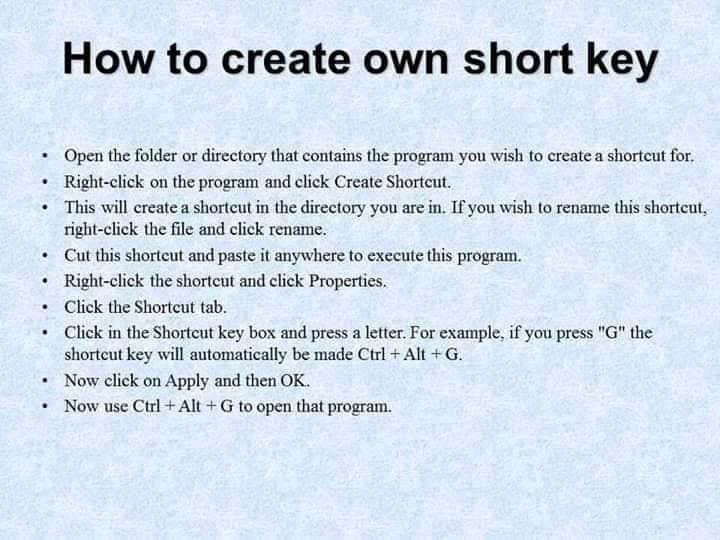 How to create own short key
• Open the folder or directory that contains the program you wish to create a shortcut for.
• Right-click on the program and click Create Shortcut.
• This will create a shortcut in the directory you are in. If you wish to rename this shortcut,
right-click the file and click rename.
• Cut this shortcut and paste it anywhere to execute this program.
• Right-click the shortcut and click Properties.
• Click the Shortcut tab.
• Click in the Shortcut key box and press a letter. For example, if you press "G" the
shortcut key will automatically be made Ctrl + Alt + G.
• Now click on Apply and then OK.
• Now use Ctrl + Alt + G to open that program.